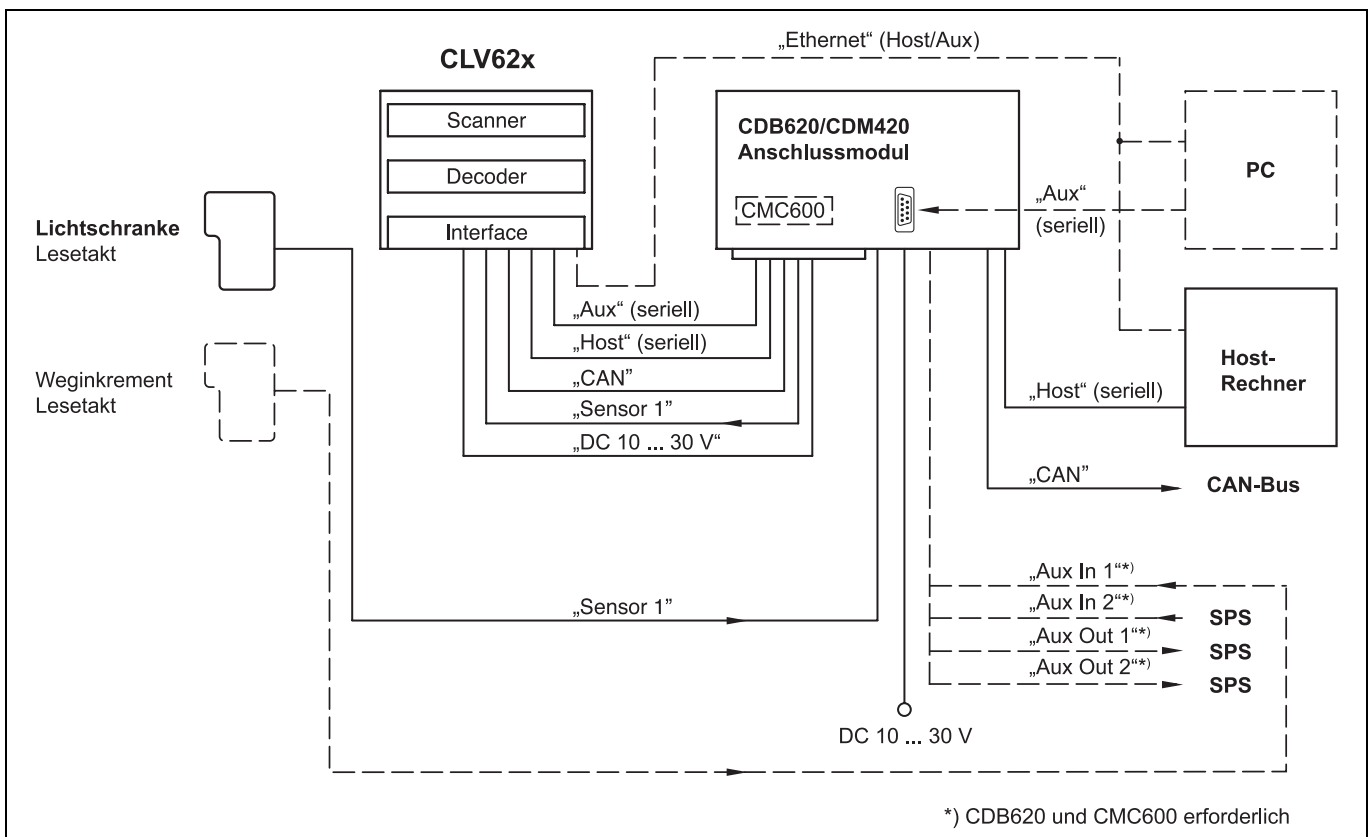 „Ethernet“ (Host/Aux)
CLV62x
Scanner
Decoder
Interface
CDB620/CDM420
Anschlussmodul
CMC600
PC
„Aux“
(seriell)
Lichtschranke
Lesetakt
„Aux“ (seriell)
„Host“ (seriell)
„CAN”
„Sensor 1”
„DC 10 ... 30 V“
Weginkrement
Lesetakt
Host-
Rechner
„Host“ (seriell)
„CAN”
CAN-Bus
„Sensor 1”
„Aux In 1“*)
„Aux In 2“*)
SPS
„Aux Out 1“*)
SPS
„Aux Out 2“*)
SPS
DC 10 ... 30 V
*) CDB620 und CMC600 erforderlich